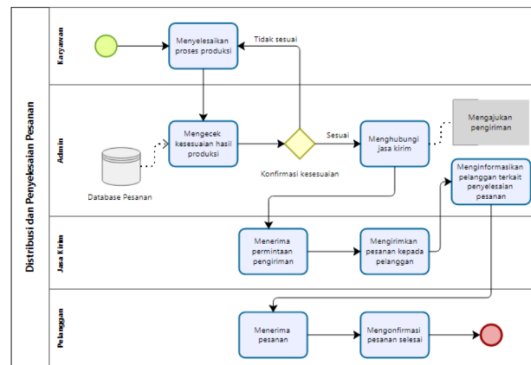 Distribusi dan Penyelesaian Pesanan
Karyawan
Menyelesaikan
proses produksi
Tidak sesuai
Admin
Mengecek
kesesuaian hasil
produksi
Database Pesanan
Sesuai
Konfirmasi kesesuaian
Menghubungi
jasa kirim
Mengajukan
pengiriman
Menginformasikan
pelanggan terkait
penyelesaian
pesanan
Jasa Kirim
Menerima
permintaan
pengiriman
Mengirimkan
pesanan kepada
pelanggan
Pelanggan
Menerima
pesanan
Mengonfirmasi
pesanan selesai